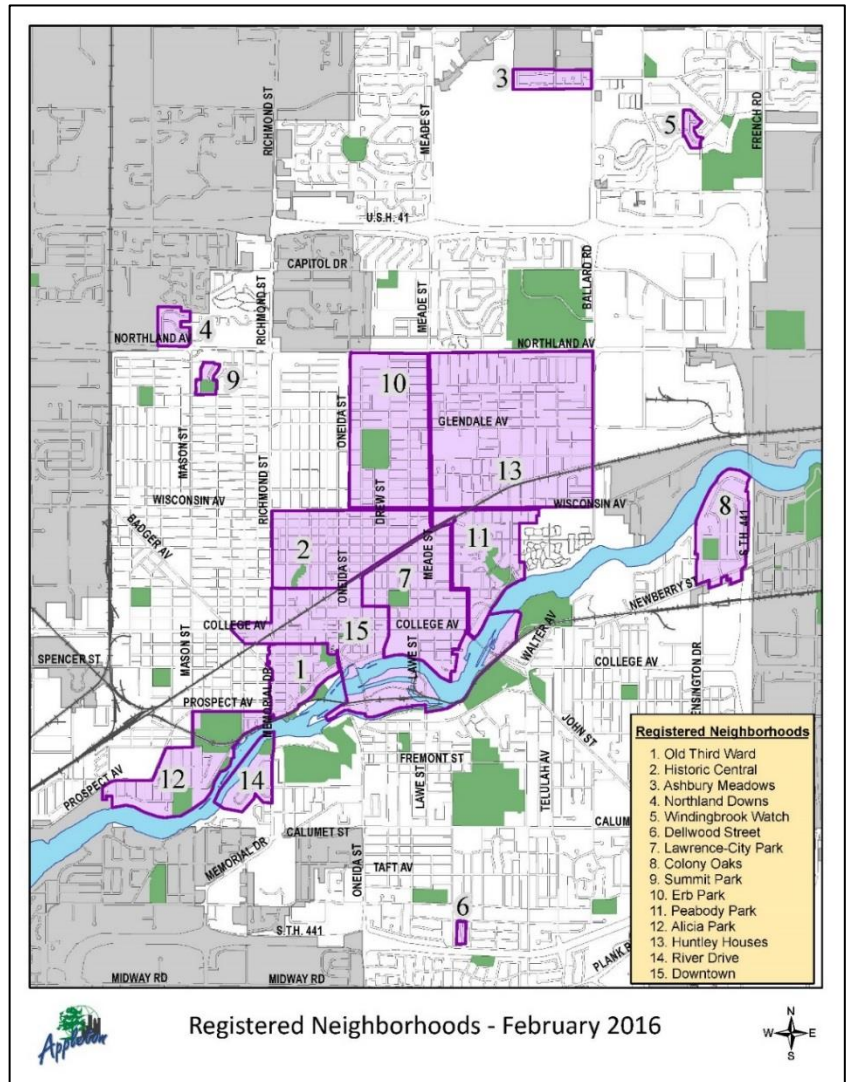 3
5
RICHMOND ST
MEADE ST
FRENCH RD
U.S.H. 41
CAPITOL DR
BALLARD RD
MEADE ST
RICHMOND ST
4
NORTHLAND AV
NORTHLAND AV
9
10
ONEIDA ST
GLENDALE AV
MASON ST
13
RICHMOND ST
WISCONSIN AV
DREW ST
WISCONSIN AV
8
S.T.H. 441
BADGER AV
2
ONEIDA ST
MEADE ST
11
7
NEWBERRY ST
COLLEGE AV
15
COLLEGE AV
LAWE ST
WALTER AV
SPENCER ST
MASON ST
1
COLLEGE AV
MEMORIAL DR
PROSPECT AV
JOHN ST
ENSINGTON DR
PROSPECT AV
12
14
FREMONT ST
LAWE ST
TELULAH AV
CALUMET ST
CALUM
MEMORIAL DR
ONEIDA ST
TAFT AV
6
S.T.H. 441
PLANK R
MIDWAY RD
MIDWAY RD
Registered Neighborhoods
1. Old Third Ward
2. Historic Central
3. Ashbury Meadows
4. Northland Downs
5. Windingbrook Watch
6. Dellwood Street
7. Lawrence-City Park
8. Colony Oaks
9. Summit Park
10. Erb Park
11. Peabody Park
12. Alicia Park
13. Huntley Houses
14. River Drive
15. Downtown
Appleton
Registered Neighborhoods - February 2016
N
W E
S